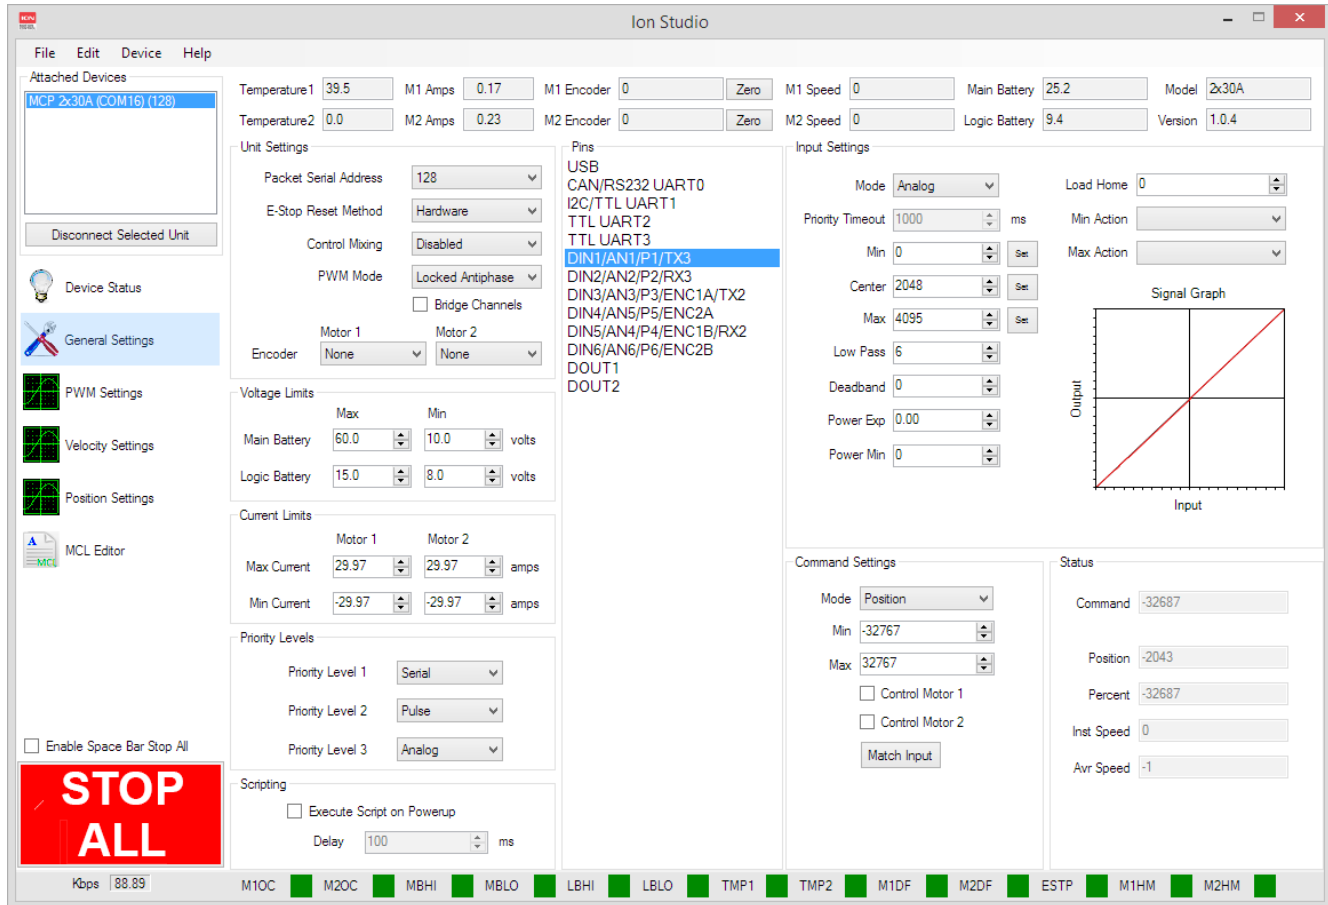 ION
Ion Studio
File Edit Device Help
Attached Devices
MCP 2x30A (COM16) (128)
Disconnect Selected Unit
Temperature1 39.5 M1 Amps 0.17 M1 Encoder 0 Zero M1 Speed 0 Main Battery 25.2 Model 2x30A
Temperature2 0.0 M2 Amps 0.23 M2 Encoder 0 Zero M2 Speed 0 Logic Battery 9.4 Version 1.0.4
Device Status
General Settings
PWM Settings
Velocity Settings
Position Settings
A
MCL
MCL Editor
Enable Space Bar Stop All
STOP
ALL
Kbps 88.89
Unit Settings
Packet Serial Address 128
E-Stop Reset Method Hardware
Control Mixing Disabled
PWM Mode Locked Antiphase
Bridge Channels
Motor 1 Motor 2
Encoder None None
Voltage Limits
Max Min
Main Battery 60.0 10.0 volts
Logic Battery 15.0 8.0 volts
Current Limits
Motor 1 Motor 2
Max Current 29.97 29.97 amps
Min Current -29.97 -29.97 amps
Priority Levels
Priority Level 1 Serial
Priority Level 2 Pulse
Priority Level 3 Analog
Scripting
Execute Script on Powerup
Delay 100 ms
Pins
USB
CAN/RS232 UART0
I2C/TTL UART1
TTL UART2
TTL UART3
DIN1/AN1/P1/TX3
DIN2/AN2/P2/RX3
DIN3/AN3/P3/ENC1A/TX2
DIN4/AN5/P5/ENC2A
DIN5/AN4/P4/ENC1B/RX2
DIN6/AN6/P6/ENC2B
DOUT1
DOUT2
Input Settings
Mode Analog
Priority Timeout 1000 ms
Min 0 Set
Center 2048 Set
Max 4095 Set
Low Pass 6
Deadband 0
Power Exp 0.00
Power Min 0
Load Home 0
Min Action
Max Action
Signal Graph
Output
Input
Command Settings
Mode Position
Min -32767
Max 32767
Control Motor 1
Control Motor 2
Match Input
Status
Command -32687
Position -2043
Percent -32687
Inst Speed 0
Avr Speed -1
M1OC M2OC MBHI MBLO LBHI LBLO TMP1 TMP2 M1DF M2DF ESTP M1HM M2HM